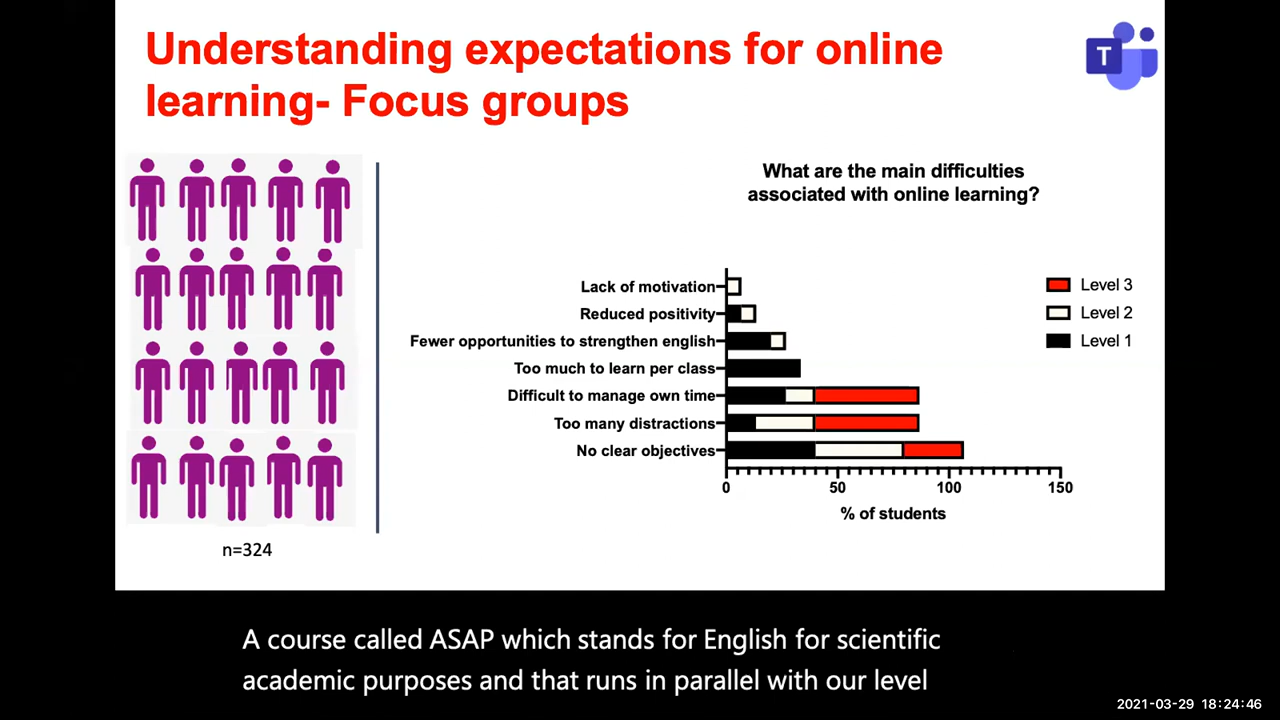 Understanding expectations for online
learning- Focus groups
T
n=324
What are the main difficulties
associated with online learning?
Lack of motivation
Reduced positivity
Fewer opportunities to strengthen english
Too much to learn per class
Difficult to manage own time
Too many distractions
No clear objectives
0 50 100 150
% of students
Level 3
Level 2
Level 1
A course called ASAP which stands for English for scientific
academic purposes and that runs in parallel with our level
2021-03-29 18:24:46